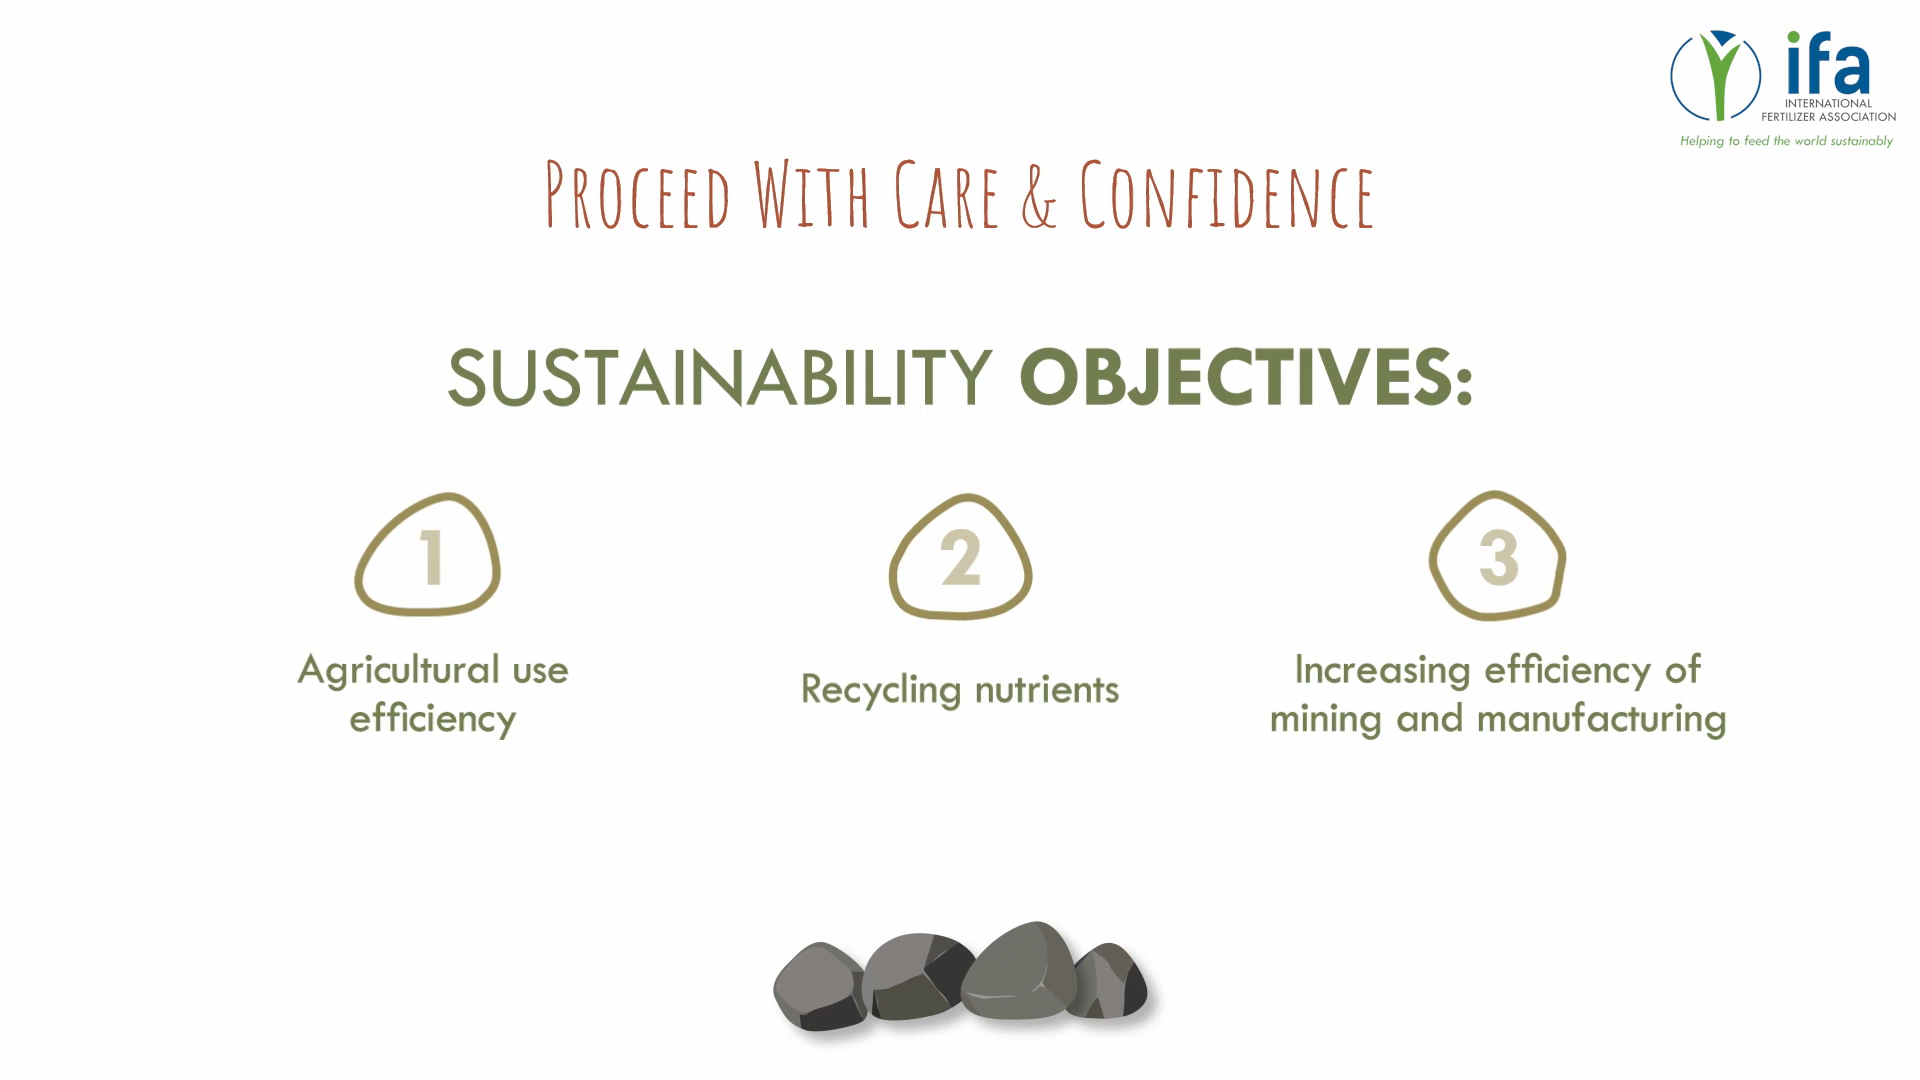 ifa
INTERNATIONAL
FERTILIZER ASSOCIATION
Helping to feed the world sustainably
PROCEED WITH CARE & CONFIDENCE
SUSTAINABILITY OBJECTIVES:
1
Agricultural use
efficiency
2
Recycling nutrients
3
Increasing efficiency of
mining and manufacturing